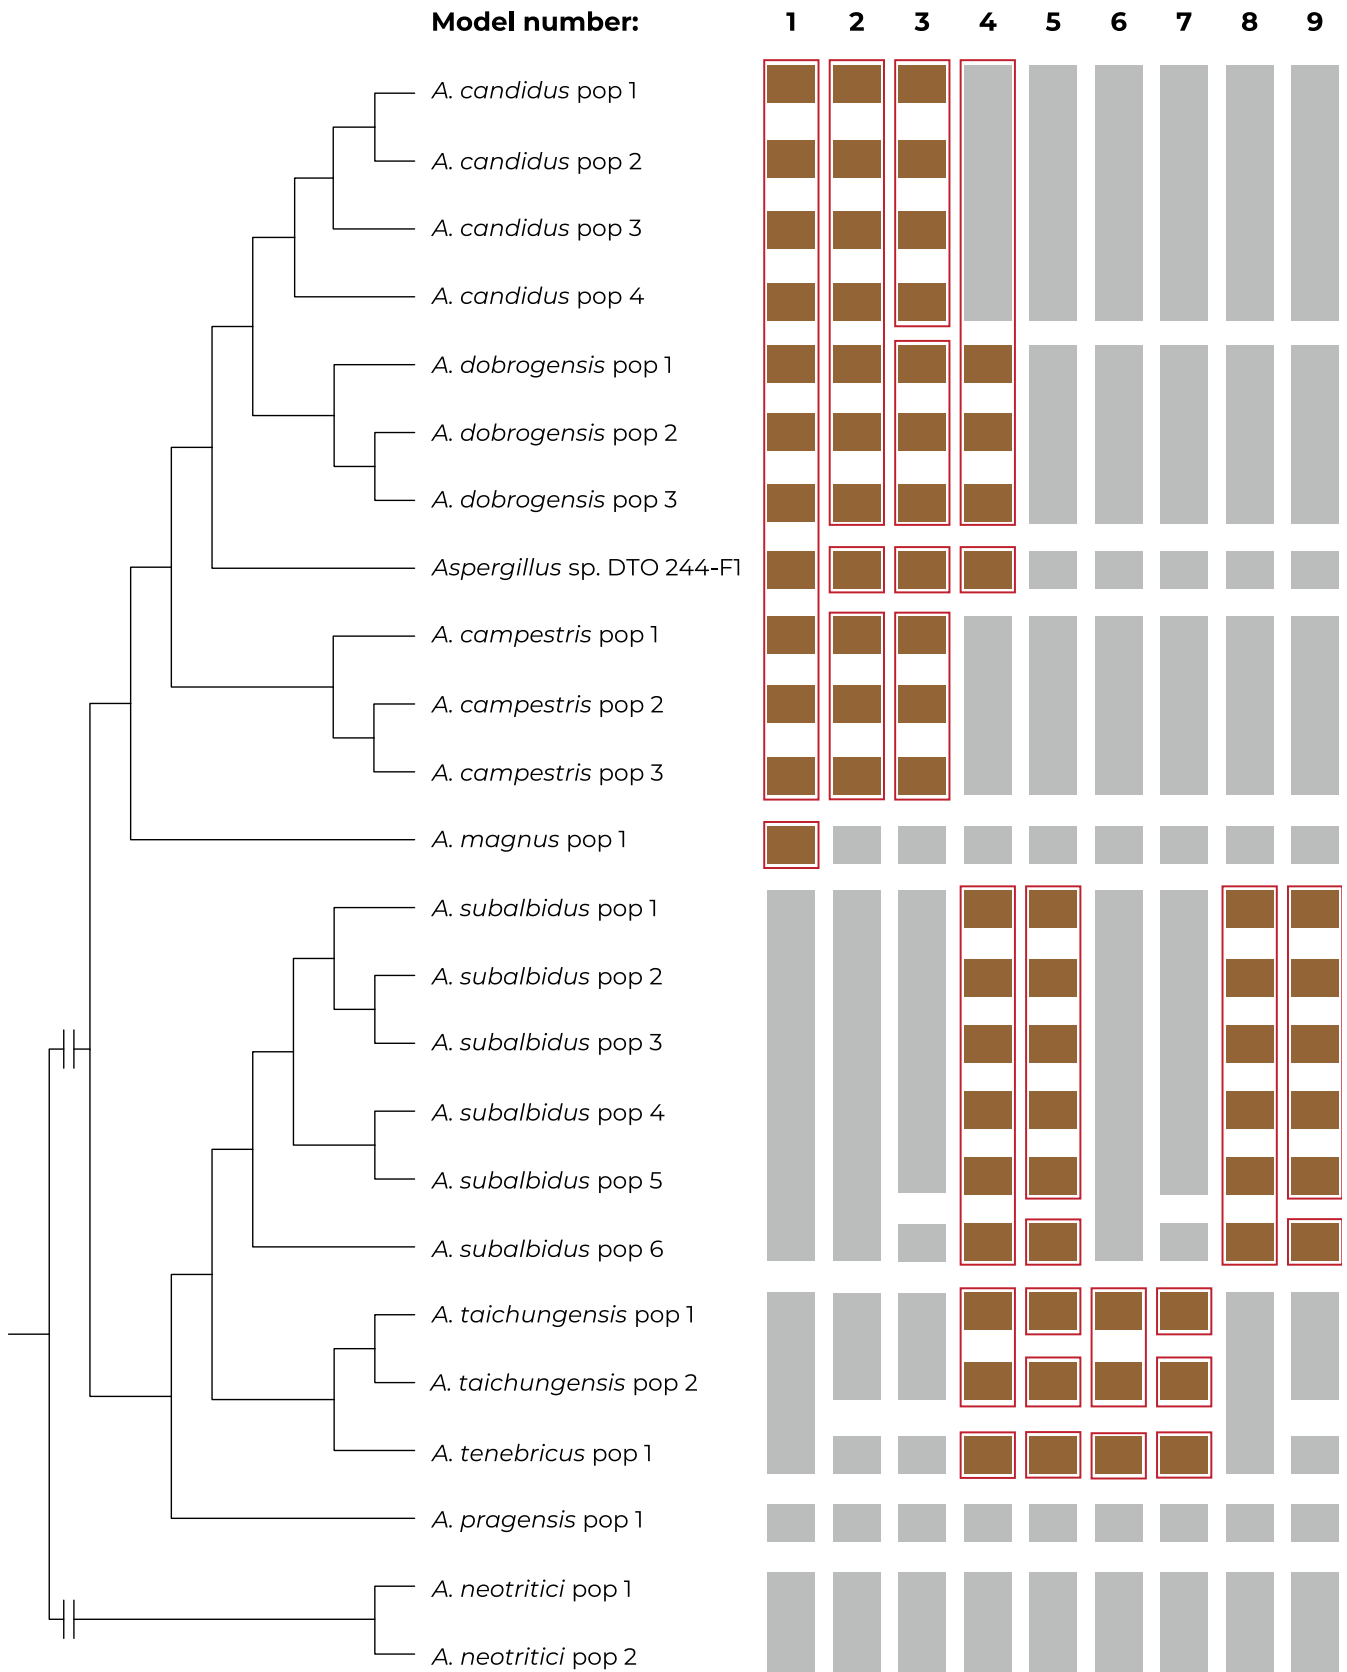 Model number: 1 2 3 4 5 6 7 8 9
A. candidus pop 1
A. candidus pop 2
A. candidus pop 3
A. candidus pop 4
A. dobrogensis pop 1
A. dobrogensis pop 2
A. dobrogensis pop 3
Aspergillus sp. DTO 244-F1
A. campestris pop 1
A. campestris pop 2
A. campestris pop 3
A. magnus pop 1
A. subalbidus pop 1
A. subalbidus pop 2
A. subalbidus pop 3
A. subalbidus pop 4
A. subalbidus pop 5
A. subalbidus pop 6
A. taichungensis pop 1
A. taichungensis pop 2
A. tenebricus pop 1
A. pragensis pop 1
A. neotritici pop 1
A. neotritici pop 2